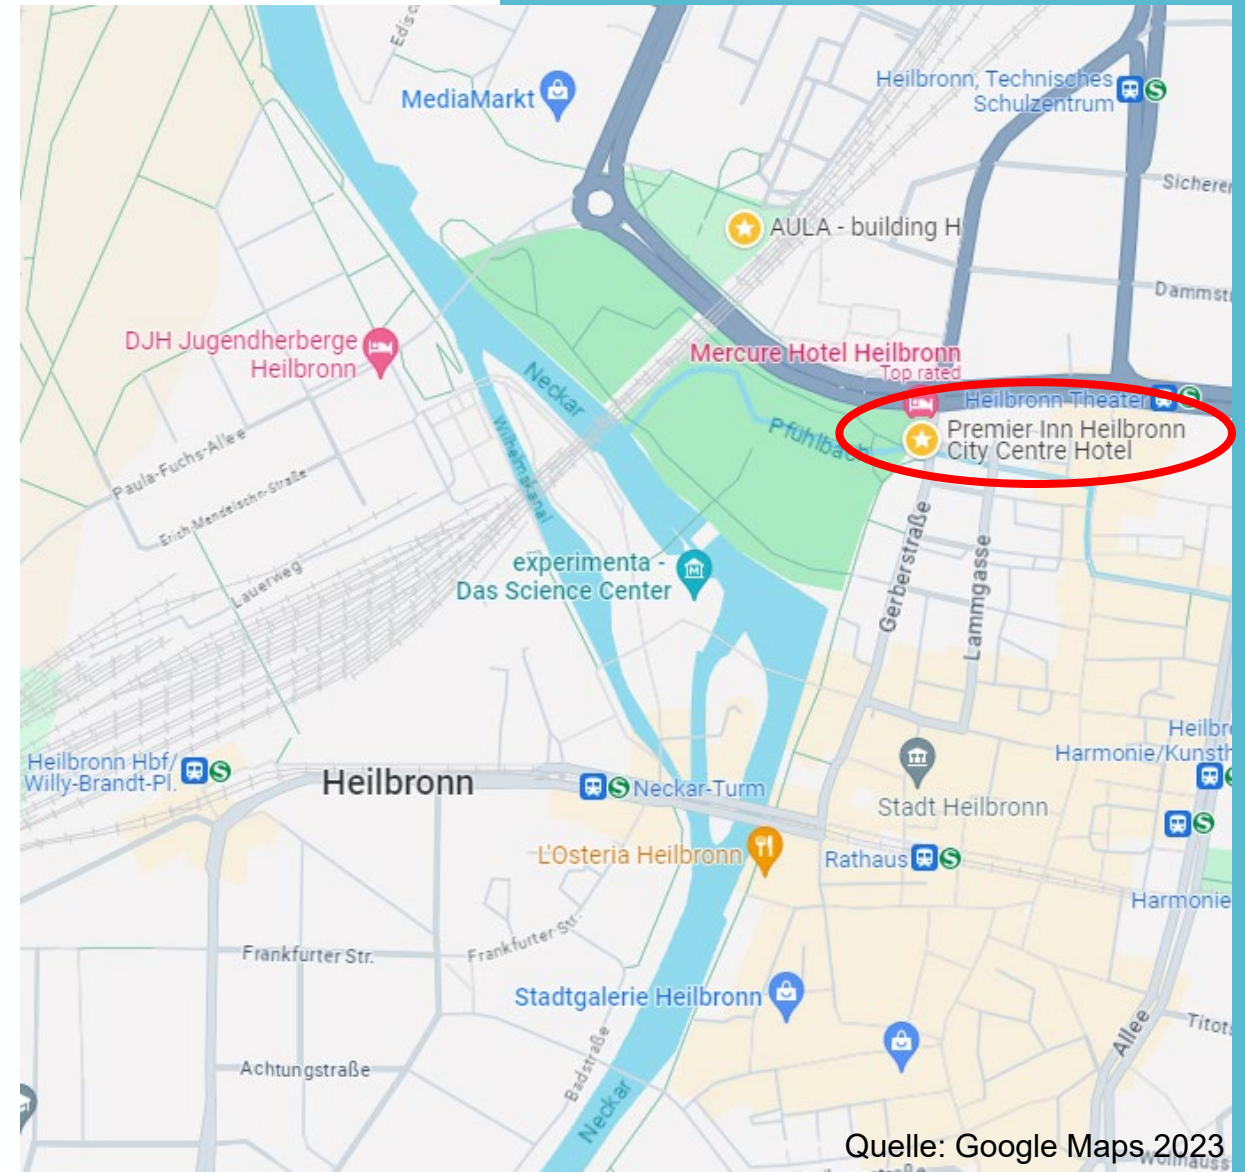 MediaMarkt
Heilbronn, Technisches
Schulzentrum
AULA - building H
DJH Jugendherberge
Heilbronn
Mercure Hotel Heilbronn
Top rated
Heilbronn Theater
Premier Inn Heilbronn
City Centre Hotel
Neckar
Pfühlbach
Wilhelmskanal
Paula-Fuchs-Allee
Erich-Mendelsohn-Straße
Lauerweg
experimenta -
Das Science Center
Gerberstraße
Lammgasse
Heilbronn Hbf/
Willy-Brandt-Pl.
Heilbronn
Neckar-Turm
Stadt Heilbronn
Harmonie/Kunsth
L'Osteria Heilbronn
Rathaus
Harmonie
Frankfurter Str.
Frankfurter Str.
Stadtgalerie Heilbronn
Achtungstraße
Badstraße
Neckar
Allee
Quelle: Google Maps 2023